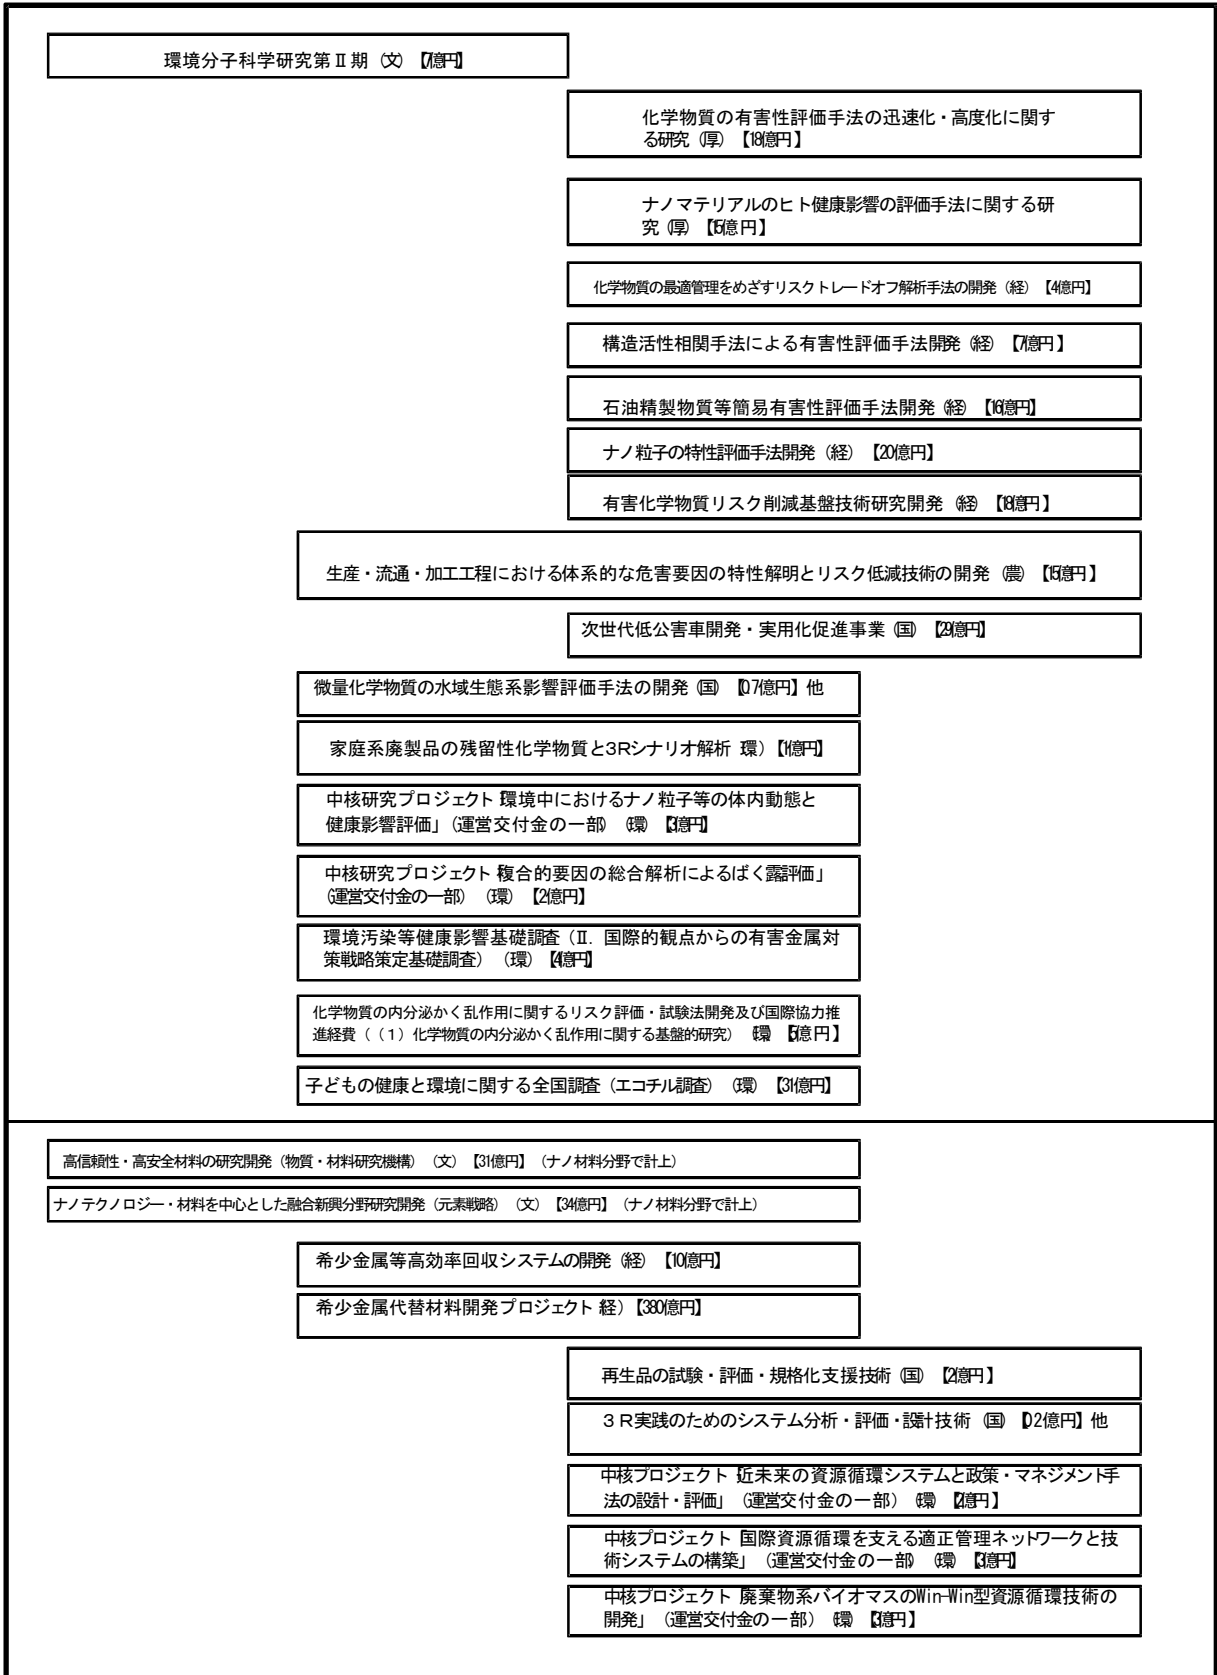 環境分子科学研究第Ⅱ期（文）【7億円】
化学物質の有害性評価手法の迅速化・高度化に関す
る研究（厚）【18億円】
ナノマテリアルのヒト健康影響の評価手法に関する研
究（厚）【15億円】
化学物質の最適管理をめざすリスクトレードオフ解析手法の開発（経）【4億円】
構造活性相関手法による有害性評価手法開発（経）【7億円】
石油精製物質等簡易有害性評価手法開発（経）【16億円】
ナノ粒子の特性評価手法開発（経）【20億円】
有害化学物質リスク削減基盤技術研究開発（経）【18億円】
生産・流通・加工工程における体系的な危害要因の特性解明とリスク低減技術の開発（農）【15億円】
次世代低公害車開発・実用化促進事業（国）【29億円】
微量化学物質の水域生態系影響評価手法の開発（国）【0.7億円】他
家庭系廃製品の残留性化学物質と3Rシナリオ解析（環）【1億円】
中核研究プロジェクト「環境中におけるナノ粒子等の体内動態と
健康影響評価」（運営交付金の一部）（環）【3億円】
中核研究プロジェクト「複合的要因の総合解析によるばく露評価」
（運営交付金の一部）（環）【2億円】
環境汚染等健康影響基礎調査（Ⅱ．国際的観点からの有害金属対
策戦略策定基礎調査）（環）【4億円】
化学物質の内分泌かく乱作用に関するリスク評価・試験法開発及び国際協力推
進経費（（1）化学物質の内分泌かく乱作用に関する基盤的研究）（環）【5億円】
子どもの健康と環境に関する全国調査（エコチル調査）（環）【31億円】
高信頼性・高安全材料の研究開発（物質・材料研究機構）（文）【31億円】（ナノ材料分野で計上）
ナノテクノロジー・材料を中心とした融合新興分野研究開発（元素戦略）（文）【34億円】（ナノ材料分野で計上）
希少金属等高効率回収システムの開発（経）【10億円】
希少金属代替材料開発プロジェクト（経）【380億円】
再生品の試験・評価・規格化支援技術（国）【2億円】
３Ｒ実践のためのシステム分析・評価・設計技術（国）【0.2億円】他
中核プロジェクト「近未来の資源循環システムと政策・マネジメント手
法の設計・評価」（運営交付金の一部）（環）【2億円】
中核プロジェクト「国際資源循環を支える適正管理ネットワークと技
術システムの構築」（運営交付金の一部）（環）【3億円】
中核プロジェクト「廃棄物系バイオマスのWin-Win型資源循環技術の
開発」（運営交付金の一部）（環）【3億円】